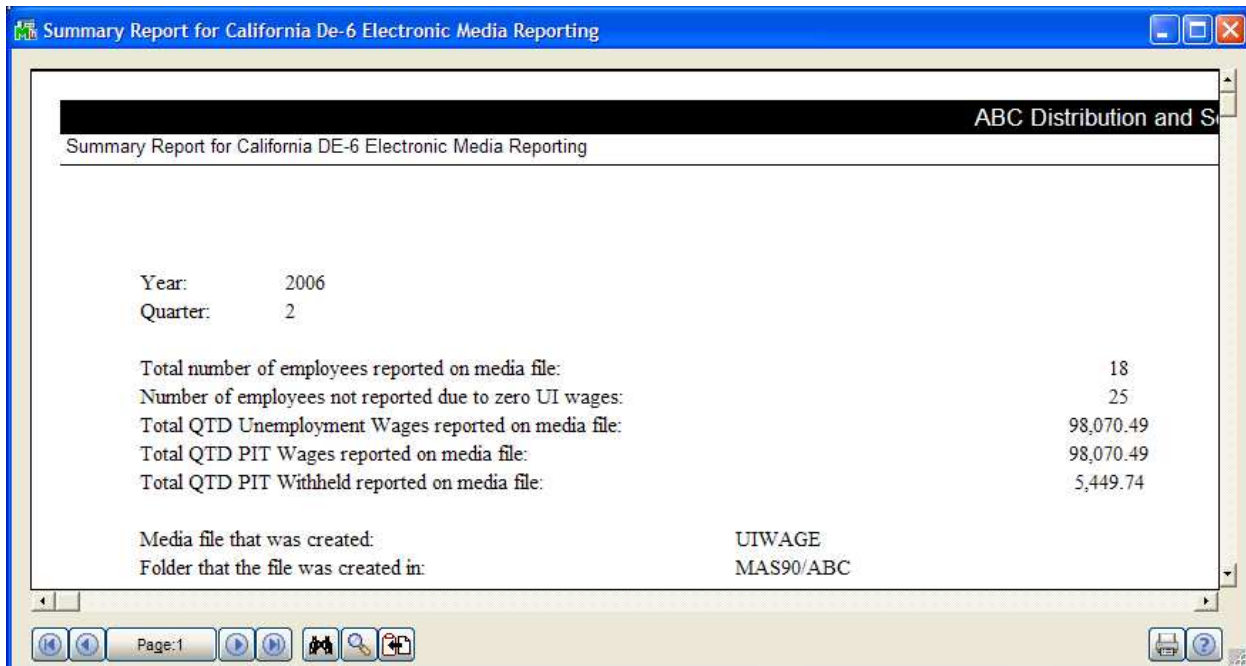 Summary Report for California De-6 Electronic Media Reporting
ABC Distribution and
Summary Report for California DE-6 Electronic Media Reporting
Year: 2006
Quarter: 2
Total number of employees reported on media file: 18
Number of employees not reported due to zero UI wages: 25
Total QTD Unemployment Wages reported on media file: 98,070.49
Total QTD PIT Wages reported on media file: 98,070.49
Total QTD PIT Withheld reported on media file: 5,449.74
Media file that was created: UIWAGE
Folder that the file was created in: MAS90/ABC
Page:1